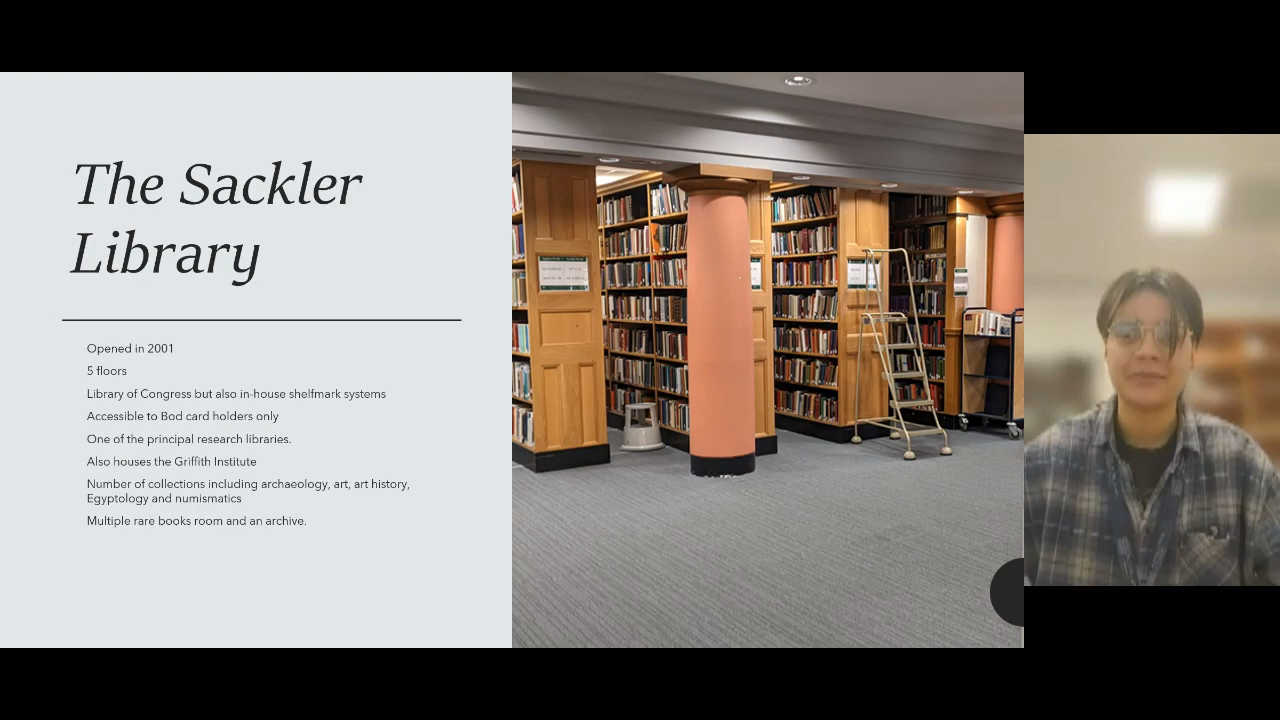 The Sackler
Library
Opened in 2001
5 floors
Library of Congress but also in-house shelfmark systems
Accessible to Bod card holders only
One of the principal research libraries.
Also houses the Griffith Institute
Number of collections including archaeology, art, art history,
Egyptology and numismatics
Multiple rare books room and an archive.